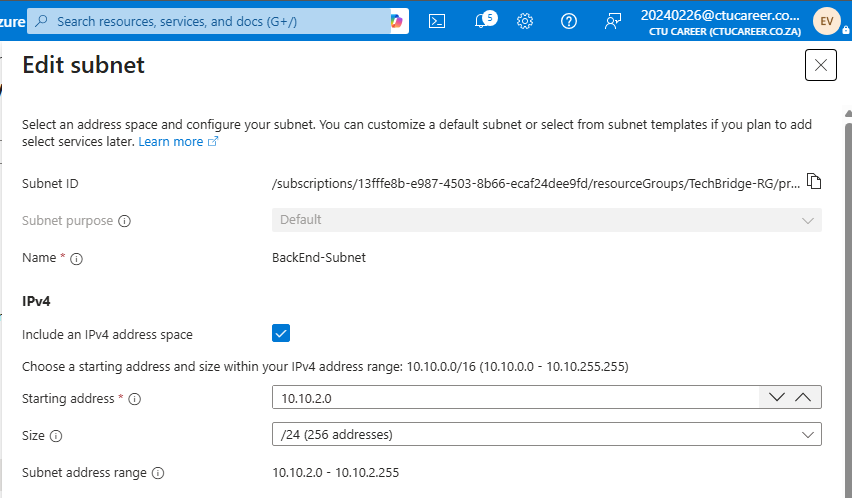 zure Search resources, services, and docs (G+/) 5 20240226@ctucareer.co.... EV
CTU CAREER (CTUCAREER.CO.ZA)
Edit subnet
Select an address space and configure your subnet. You can customize a default subnet or select from subnet templates if you plan to add
select services later. Learn more
Subnet ID /subscriptions/13fffe8b-e987-4503-8b66-ecaf24dee9fd/resourceGroups/TechBridge-RG/pr...
Subnet purpose Default
Name * BackEnd-Subnet
IPv4
Include an IPv4 address space
Choose a starting address and size within your IPv4 address range: 10.10.0.0/16 (10.10.0.0 - 10.10.255.255)
Starting address * 10.10.2.0
Size /24 (256 addresses)
Subnet address range 10.10.2.0 - 10.10.2.255